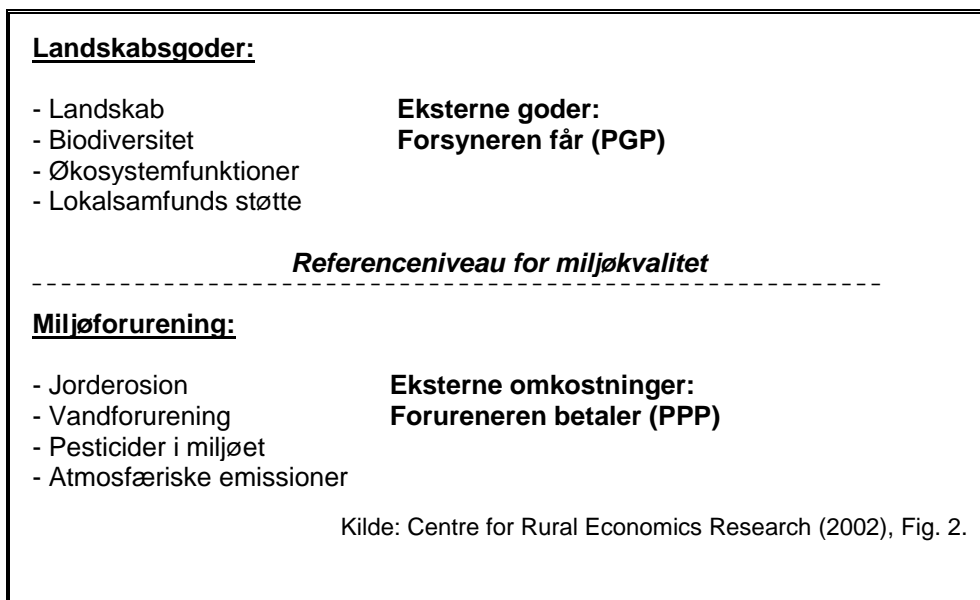 Landskabsgoder:
- Landskab Eksterne goder:
- Biodiversitet Forsyneren får (PGP)
- Økosystemfunktioner
- Lokalsamfunds støtte
Referenceniveau for miljøkvalitet
Miljøforurening:
- Jorderosion Eksterne omkostninger:
- Vandforurening Forureneren betaler (PPP)
- Pesticider i miljøet
- Atmosfæriske emissioner
Kilde: Centre for Rural Economics Research (2002), Fig. 2.